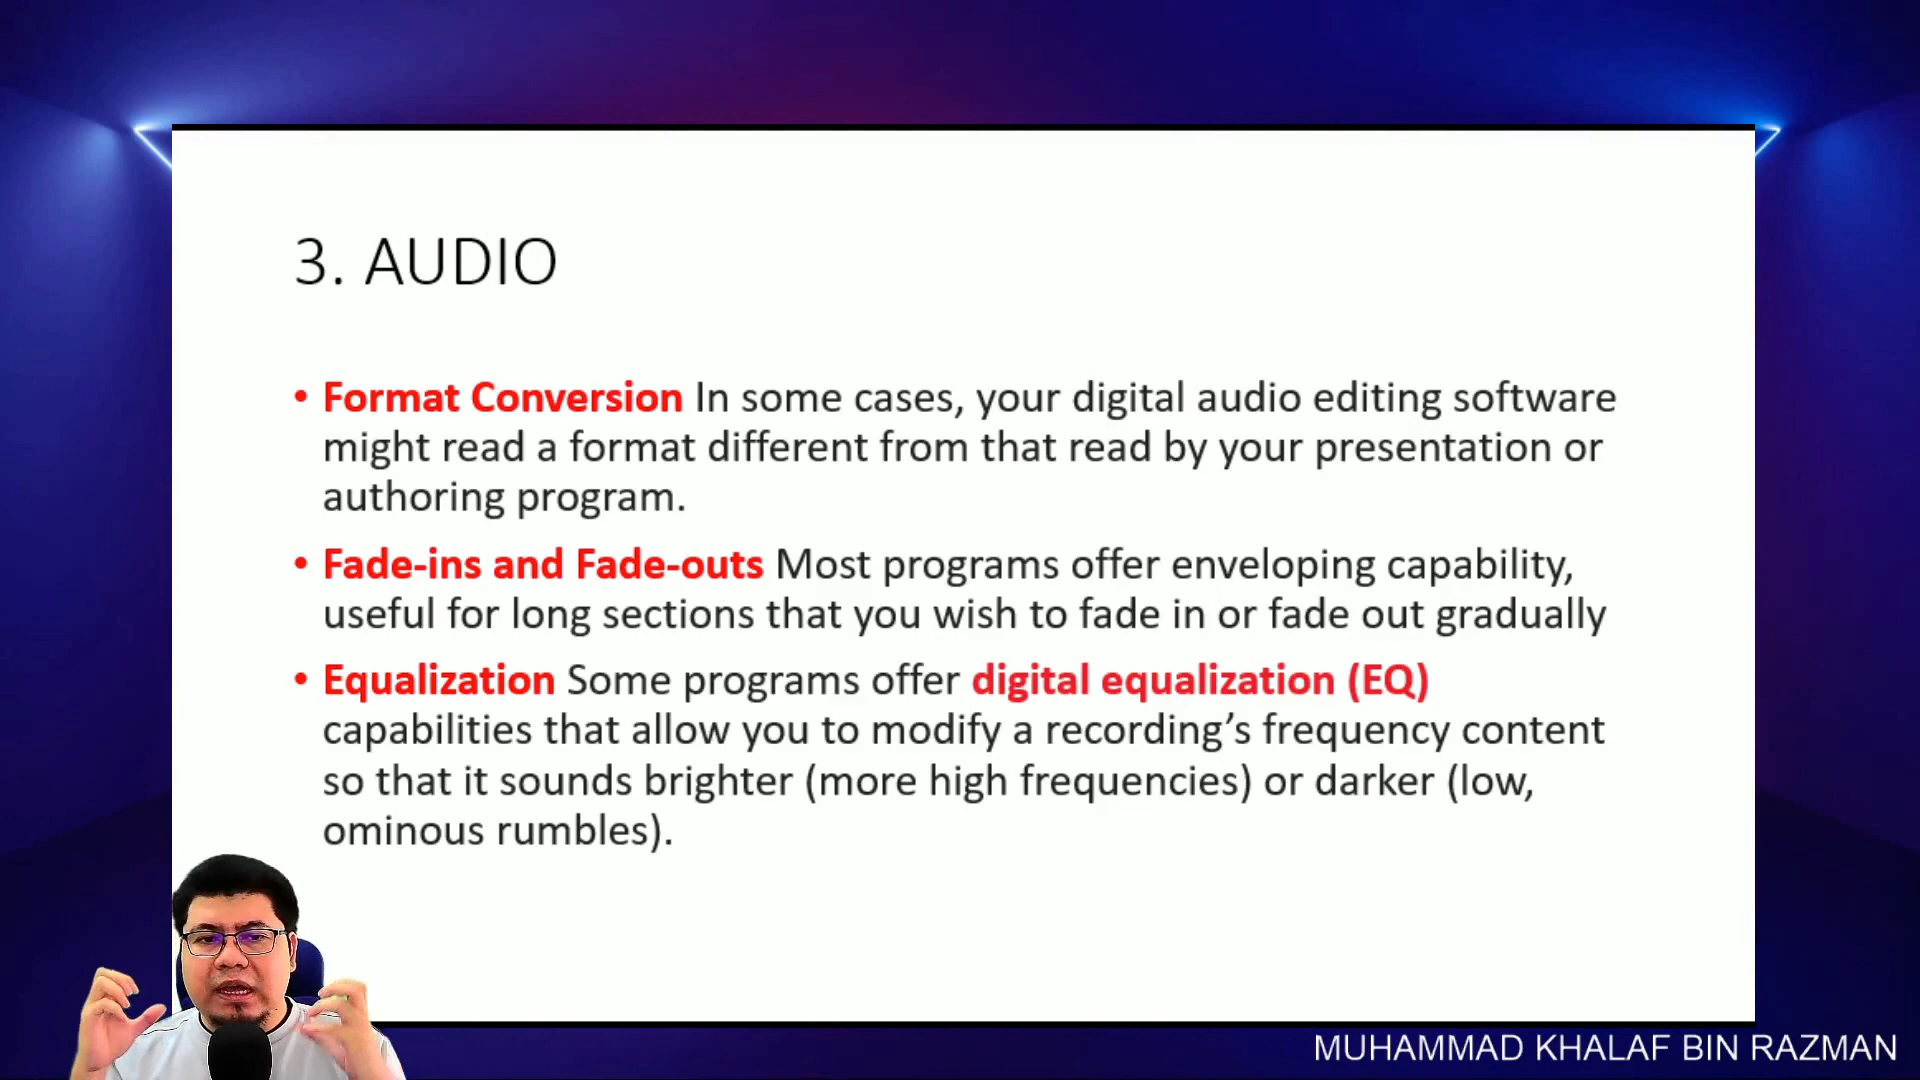 3. AUDIO
• Format Conversion In some cases, your digital audio editing software
might read a format different from that read by your presentation or
authoring program.
• Fade-ins and Fade-outs Most programs offer enveloping capability,
useful for long sections that you wish to fade in or fade out gradually
• Equalization Some programs offer digital equalization (EQ)
capabilities that allow you to modify a recording’s frequency content
so that it sounds brighter (more high frequencies) or darker (low,
ominous rumbles).
MUHAMMAD KHALAF BIN RAZMAN